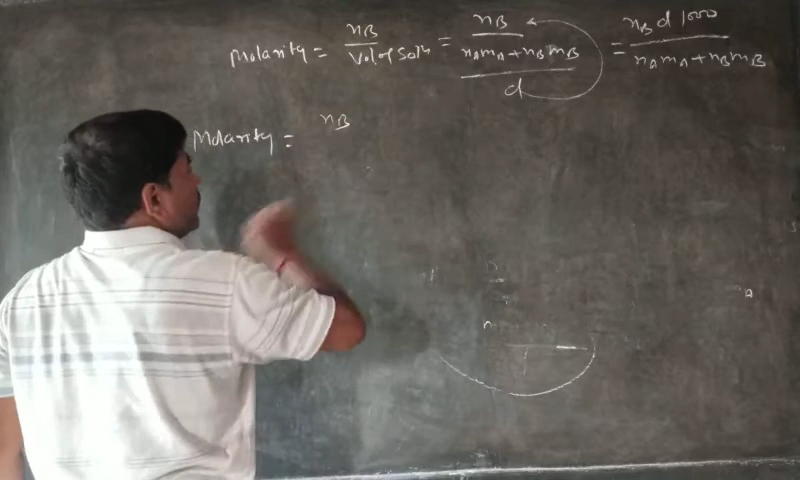 Molarity = nB / Vol. of Soln = nB / nAmA + nBmB / d = nB d 1000 / nAmA + nBmB
Molarity = nB